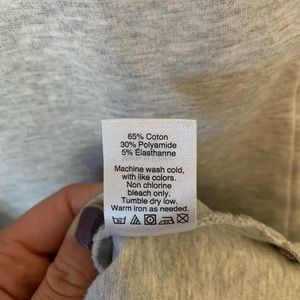 65% Coton
30% Polyamide
5% Élasthanne
Machine wash cold,
with like colors.
Non chlorine
bleach only.
Tumble dry low.
Warm iron as needed.